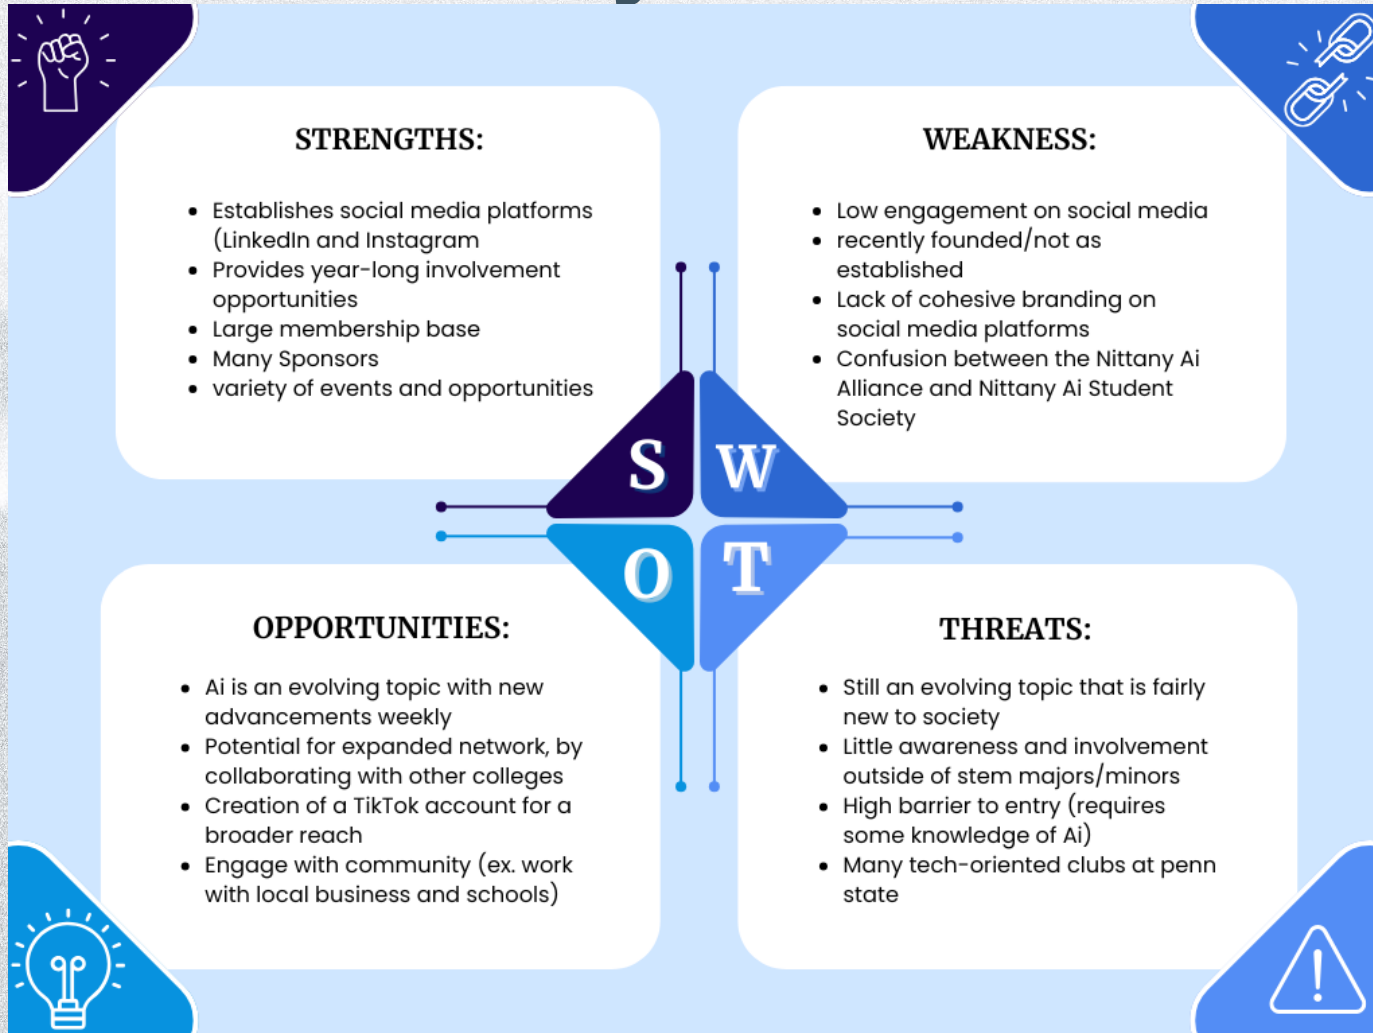 STRENGTHS:
Establishes social media platforms
(LinkedIn and Instagram
Provides year-long involvement
opportunities
Large membership base
Many Sponsors
variety of events and opportunities
WEAKNESS:
Low engagement on social media
recently founded/not as
established
Lack of cohesive branding on
social media platforms
Confusion between the Nittany Ai
Alliance and Nittany Ai Student
Society
S
W
O
T
OPPORTUNITIES:
Ai is an evolving topic with new
advancements weekly
Potential for expanded network, by
collaborating with other colleges
Creation of a TikTok account for a
broader reach
Engage with community (ex. work
with local business and schools)
THREATS:
Still an evolving topic that is fairly
new to society
Little awareness and involvement
outside of stem majors/minors
High barrier to entry (requires
some knowledge of Ai)
Many tech-oriented clubs at penn
state